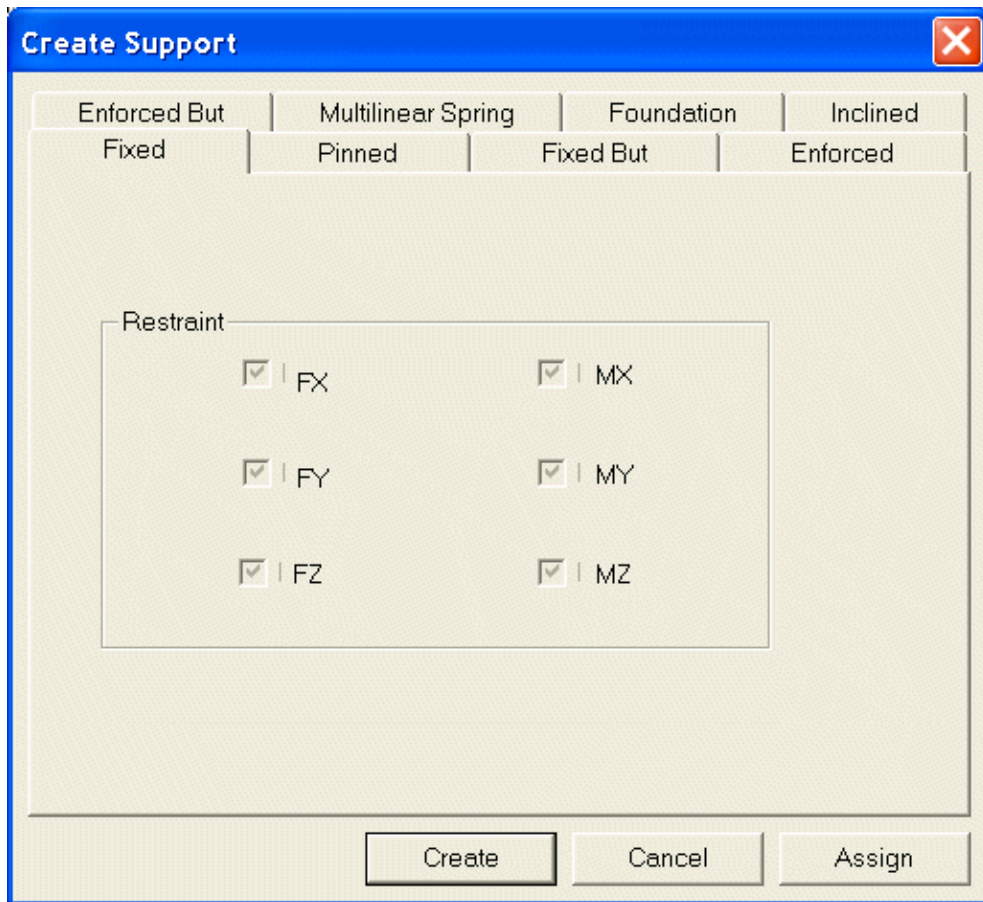 Create Support
Enforced But Multilinear Spring Foundation Inclined
Fixed Pinned Fixed But Enforced
Restraint
FX MX
FY MY
FZ MZ
Create Cancel Assign